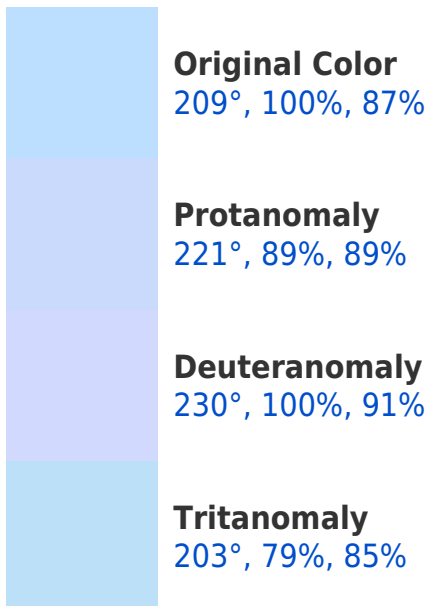 Original Color
209°, 100%, 87%
Protanomaly
221°, 89%, 89%
Deuteranomaly
230°, 100%, 91%
Tritanomaly
203°, 79%, 85%